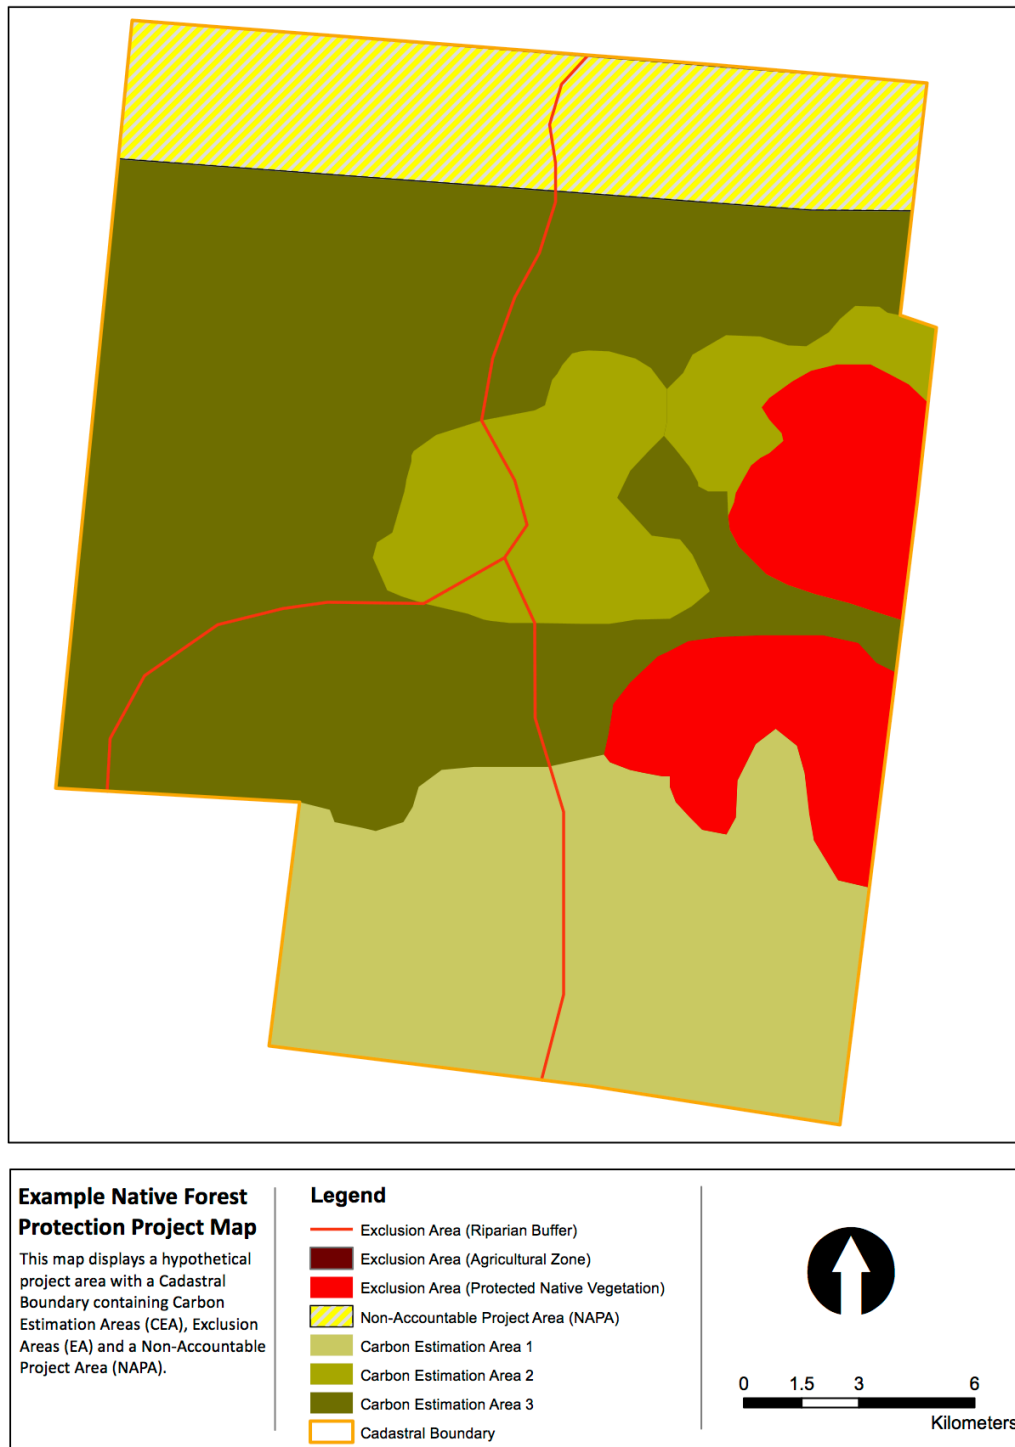 Example Native Forest
Protection Project Map
This map displays a hypothetical
project area with a Cadastral
Boundary containing Carbon
Estimation Areas (CEA), Exclusion
Areas (EA) and a Non-Accountable
Project Area (NAPA).
Legend
Exclusion Area (Riparian Buffer)
Exclusion Area (Agricultural Zone)
Exclusion Area (Protected Native Vegetation)
Non-Accountable Project Area (NAPA)
Carbon Estimation Area 1
Carbon Estimation Area 2
Carbon Estimation Area 3
Cadastral Boundary
0 1.5 3 6
Kilometers